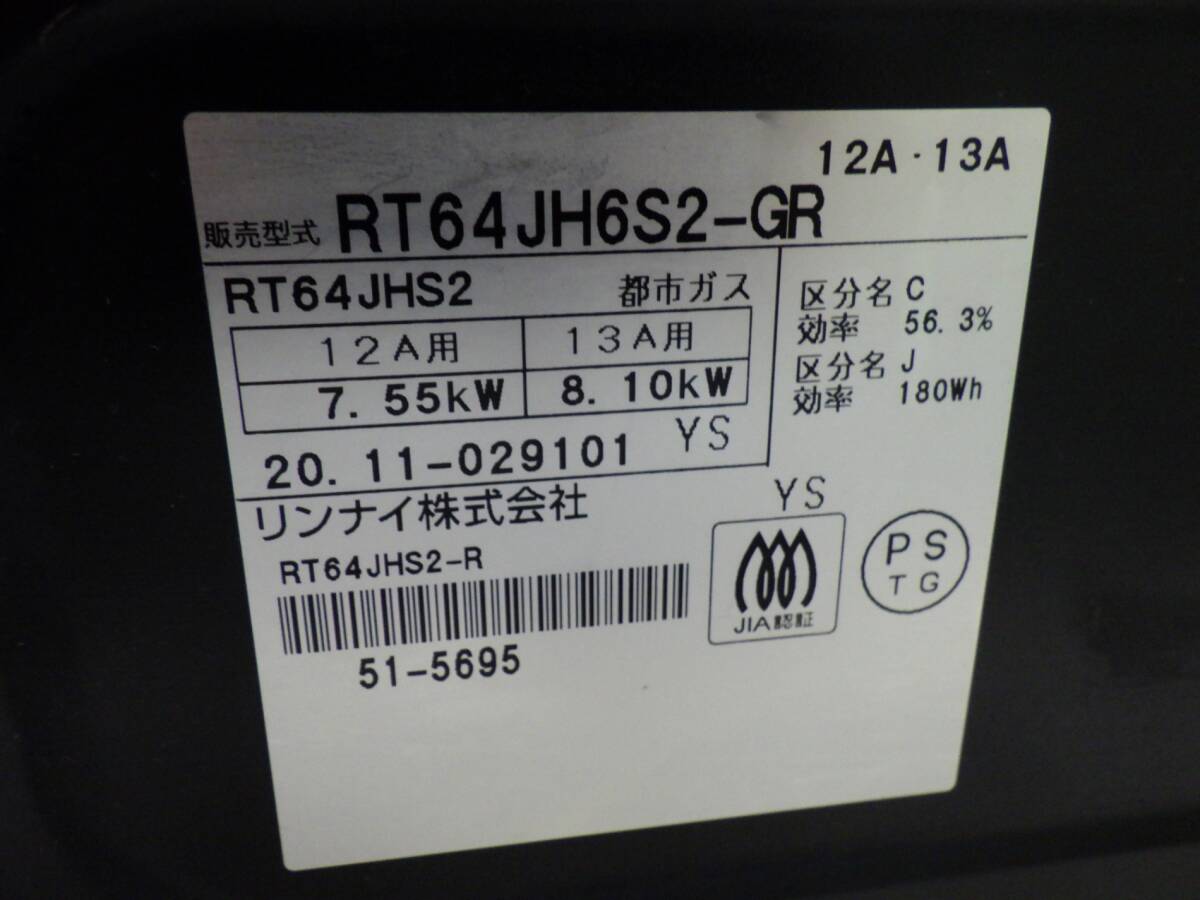 12A・13A
販売型式 RT64JH6S2-GR
RT64JHS2 都市ガス
12A用 13A用
7.55kW 8.10kW
20.11-029101 YS
区分名 C
効率 56.3%
区分名 J
効率 180Wh
リンナイ株式会社
YS
RT64JHS2-R
51-5695
JIA認証
PS
TG